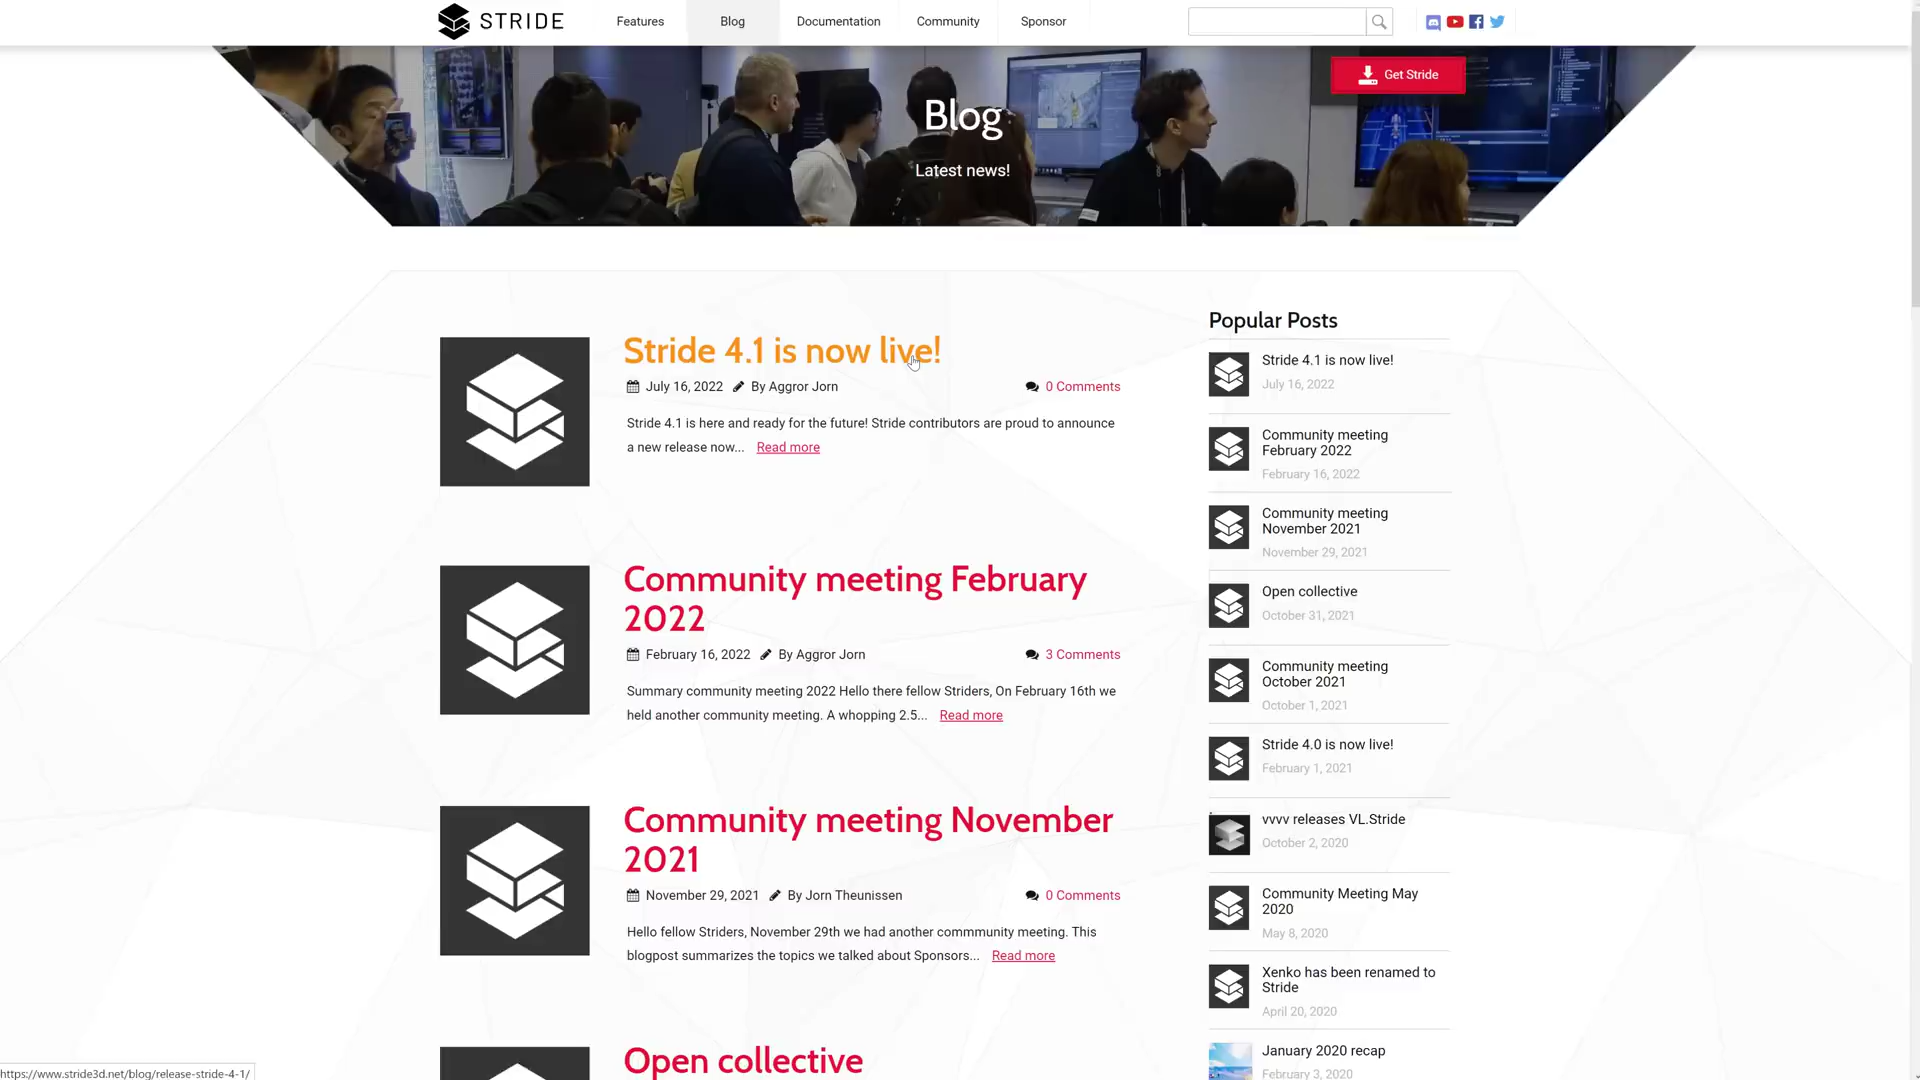 STRIDE
Features
Blog
Documentation
Community
Sponsor
Get Stride
Blog
Latest news!
Stride 4.1 is now live!
July 16, 2022 By Aggror Jorn
0 Comments
Stride 4.1 is here and ready for the future! Stride contributors are proud to announce
a new release now... Read more
Community meeting February
2022
February 16, 2022 By Aggror Jorn
3 Comments
Summary community meeting 2022 Hello there fellow Striders, On February 16th we
held another community meeting. A whopping 2.5... Read more
Community meeting November
2021
November 29, 2021 By Jorn Theunissen
0 Comments
Hello fellow Striders, November 29th we had another commmunity meeting. This
blogpost summarizes the topics we talked about Sponsors... Read more
Open collective
Popular Posts
Stride 4.1 is now live!
July 16, 2022
Community meeting
February 2022
February 16, 2022
Community meeting
November 2021
November 29, 2021
Open collective
October 31, 2021
Community meeting
October 2021
October 1, 2021
Stride 4.0 is now live!
February 1, 2021
vvvv releases VL.Stride
October 2, 2020
Community Meeting May
2020
May 8, 2020
Xenko has been renamed to
Stride
April 20, 2020
January 2020 recap
February 3, 2020
https://www.stride3d.net/blog/release-stride-4-1/